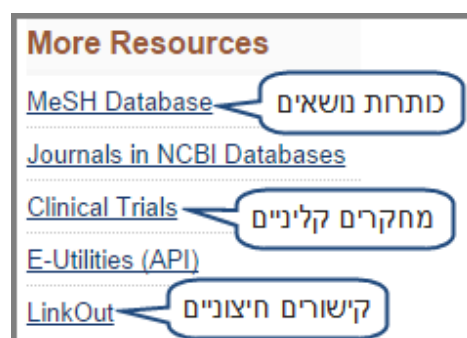 More Resources
MeSH Database
כותרות נושאים
Journals in NCBI Databases
Clinical Trials
מחקרים קליניים
E-Utilities (API)
LinkOut
קישורים חיצוניים